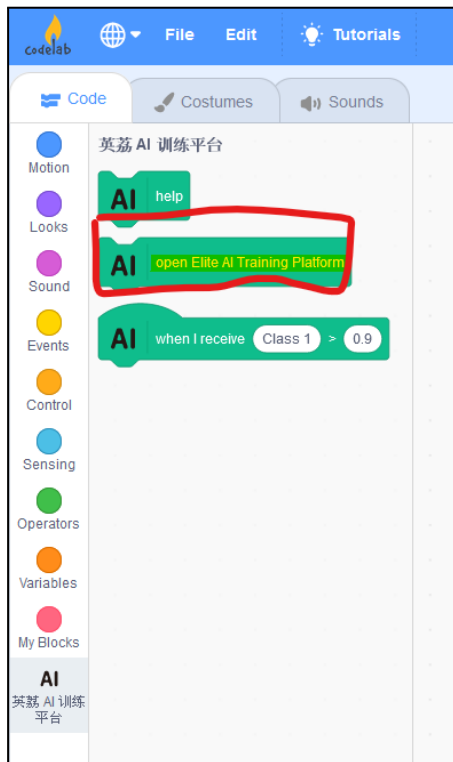 codelab
File Edit Tutorials
Code Costumes Sounds
Motion
Looks
Sound
Events
Control
Sensing
Operators
Variables
My Blocks
AI
英荔 AI 训练
平台
英荔 AI 训练平台
AI help
AI open Elite AI Training Platform
AI when I receive Class 1 > 0.9